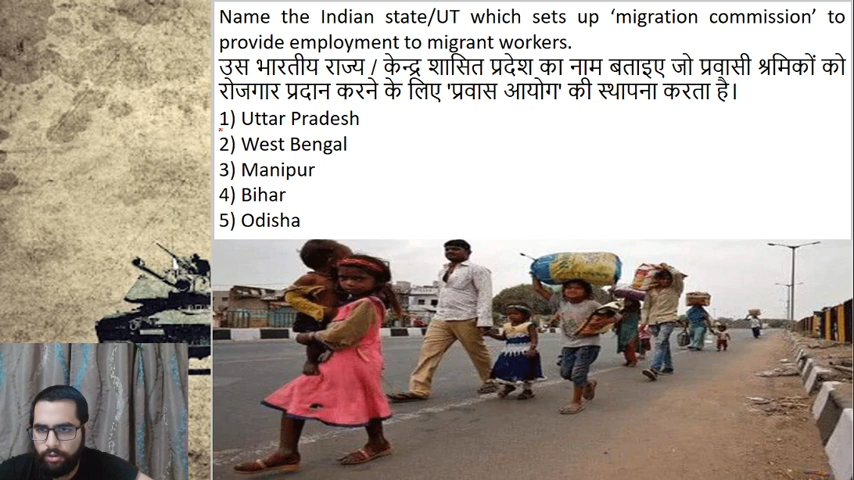 Name the Indian state/UT which sets up ‘migration commission’ to
provide employment to migrant workers.
उस भारतीय राज्य / केन्द्र शासित प्रदेश का नाम बताइए जो प्रवासी श्रमिकों को
रोजगार प्रदान करने के लिए 'प्रवास आयोग' की स्थापना करता है।
1) Uttar Pradesh
2) West Bengal
3) Manipur
4) Bihar
5) Odisha